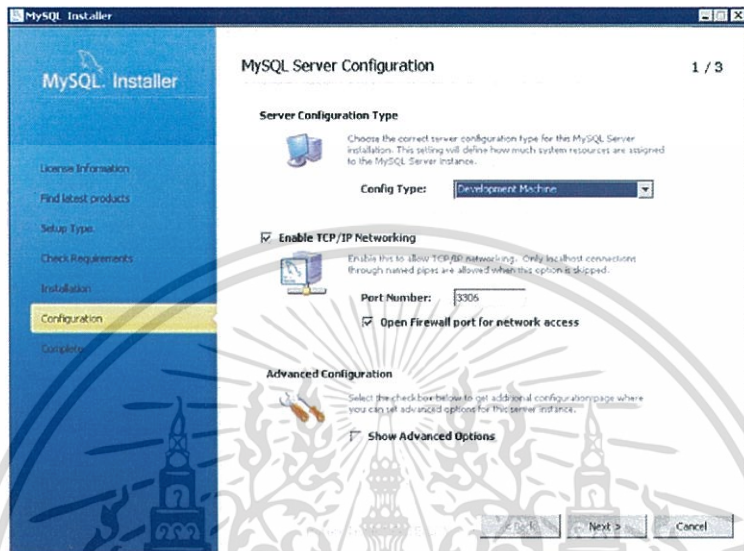 MySQL Installer
MySQL. Installer
License Information
Find latest products
Setup Type
Check Requirements
Installation
Configuration
Complete
MySQL Server Configuration
1 / 3
Server Configuration Type
Choose the correct server configuration type for this MySQL Server
installation. This setting will define how much system resources are assigned
to the MySQL Server instance.
Config Type:
Development Machine
Enable TCP/IP Networking
Enable this to allow TCP/IP networking. Only localhost connections
through named pipes are allowed when this option is skipped.
Port Number:
3306
Open Firewall port for network access
Advanced Configuration
Select the checkbox below to get additional configuration page where
you can set advanced options for this server instance.
Show Advanced Options
< Back
Next >
Cancel